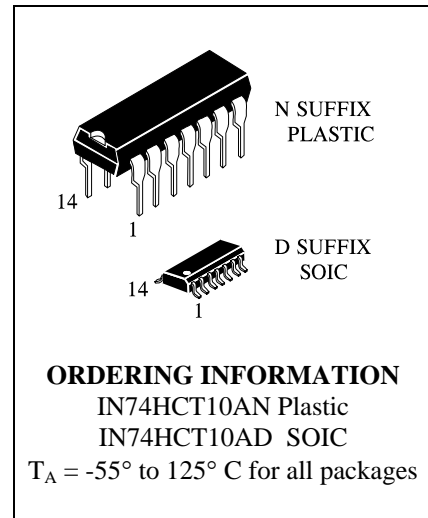 N SUFFIX
PLASTIC
14
1
D SUFFIX
SOIC
14
1
ORDERING INFORMATION
IN74HCT10AN Plastic
IN74HCT10AD SOIC
TA = -55° to 125° C for all packages